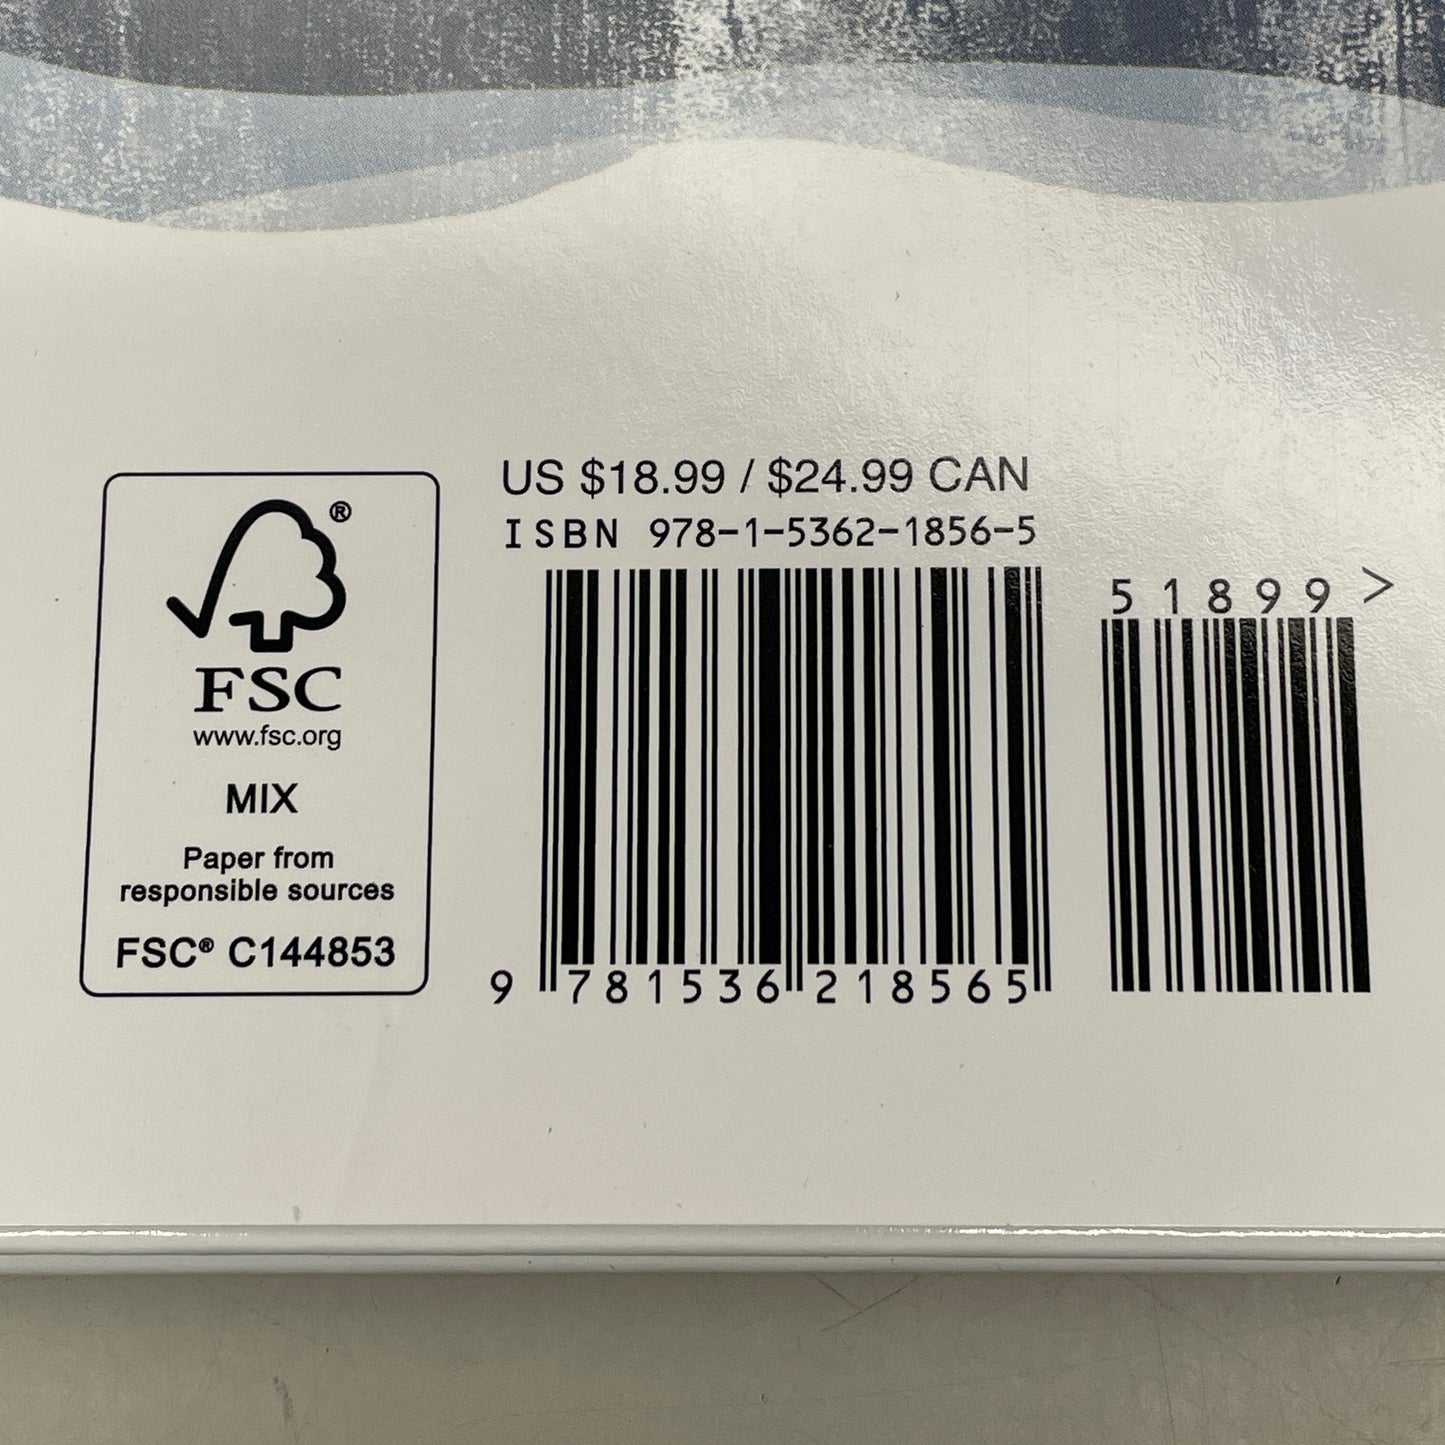 ®
FSC
www.fsc.org
MIX
Paper from
responsible sources
FSC® C144853
US $18.99 / $24.99 CAN
ISBN 978-1-5362-1856-5
51899>
9 781536 218565